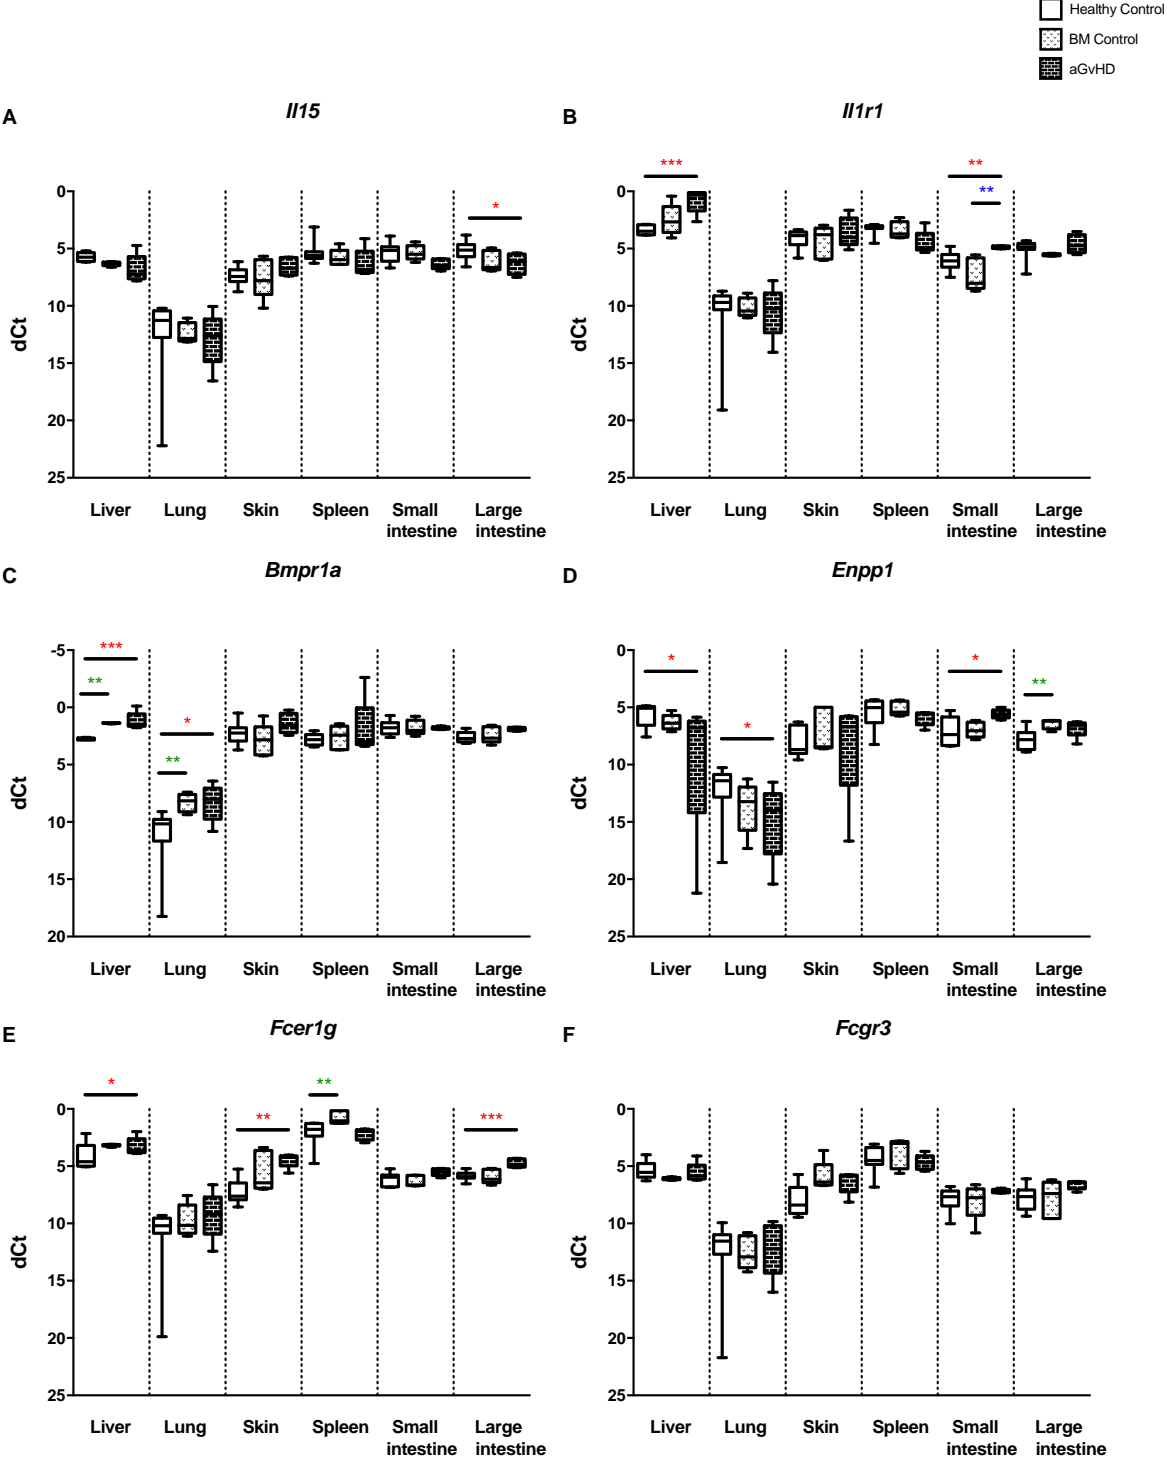 Healthy Control
BM Control
aGvHD
A
Il15
B
Il1r1
***
**
**
*
0
5
10
15
20
25
dCt
0
5
10
15
20
25
dCt
Liver Lung Skin Spleen Small intestine Large intestine
Liver Lung Skin Spleen Small intestine Large intestine
C
Bmpr1a
D
Enpp1
***
**
*
**
*
*
*
**
-5
0
5
10
15
20
dCt
0
5
10
15
20
25
dCt
Liver Lung Skin Spleen Small intestine Large intestine
Liver Lung Skin Spleen Small intestine Large intestine
E
Fcer1g
F
Fcgr3
*
**
**
***
0
5
10
15
20
25
dCt
0
5
10
15
20
25
dCt
Liver Lung Skin Spleen Small intestine Large intestine
Liver Lung Skin Spleen Small intestine Large intestine